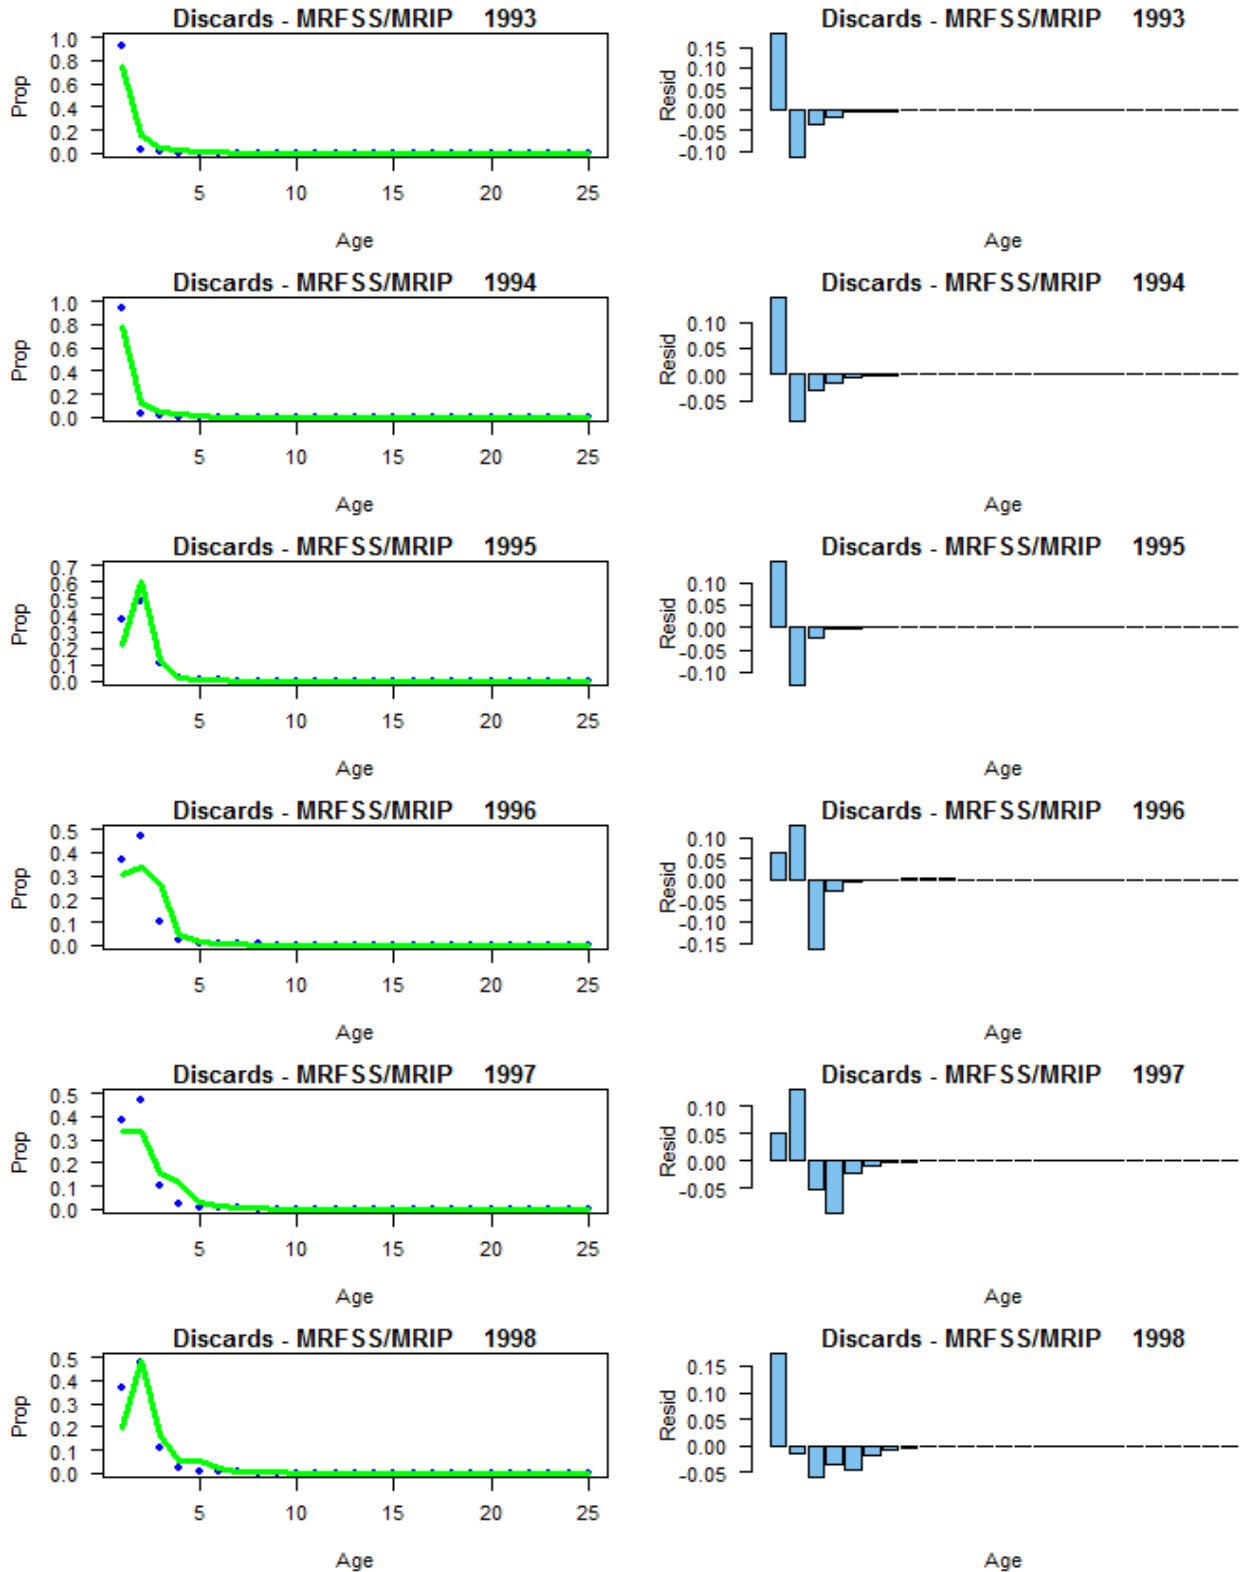 Discards - MRFSS/MRIP 1993
Prop
1.0
0.8
0.6
0.4
0.2
0.0
5 10 15 20 25
Age
Discards - MRFSS/MRIP 1993
Resid
0.15
0.10
0.05
0.00
-0.05
-0.10
Age
Discards - MRFSS/MRIP 1994
Prop
1.0
0.8
0.6
0.4
0.2
0.0
5 10 15 20 25
Age
Discards - MRFSS/MRIP 1994
Resid
0.10
0.05
0.00
-0.05
Age
Discards - MRFSS/MRIP 1995
Prop
0.7
0.6
0.5
0.4
0.3
0.2
0.1
0.0
5 10 15 20 25
Age
Discards - MRFSS/MRIP 1995
Resid
0.10
0.05
0.00
-0.05
-0.10
Age
Discards - MRFSS/MRIP 1996
Prop
0.5
0.4
0.3
0.2
0.1
0.0
5 10 15 20 25
Age
Discards - MRFSS/MRIP 1996
Resid
0.10
0.05
0.00
-0.05
-0.10
-0.15
Age
Discards - MRFSS/MRIP 1997
Prop
0.5
0.4
0.3
0.2
0.1
0.0
5 10 15 20 25
Age
Discards - MRFSS/MRIP 1997
Resid
0.10
0.05
0.00
-0.05
Age
Discards - MRFSS/MRIP 1998
Prop
0.5
0.4
0.3
0.2
0.1
0.0
5 10 15 20 25
Age
Discards - MRFSS/MRIP 1998
Resid
0.15
0.10
0.05
0.00
-0.05
Age